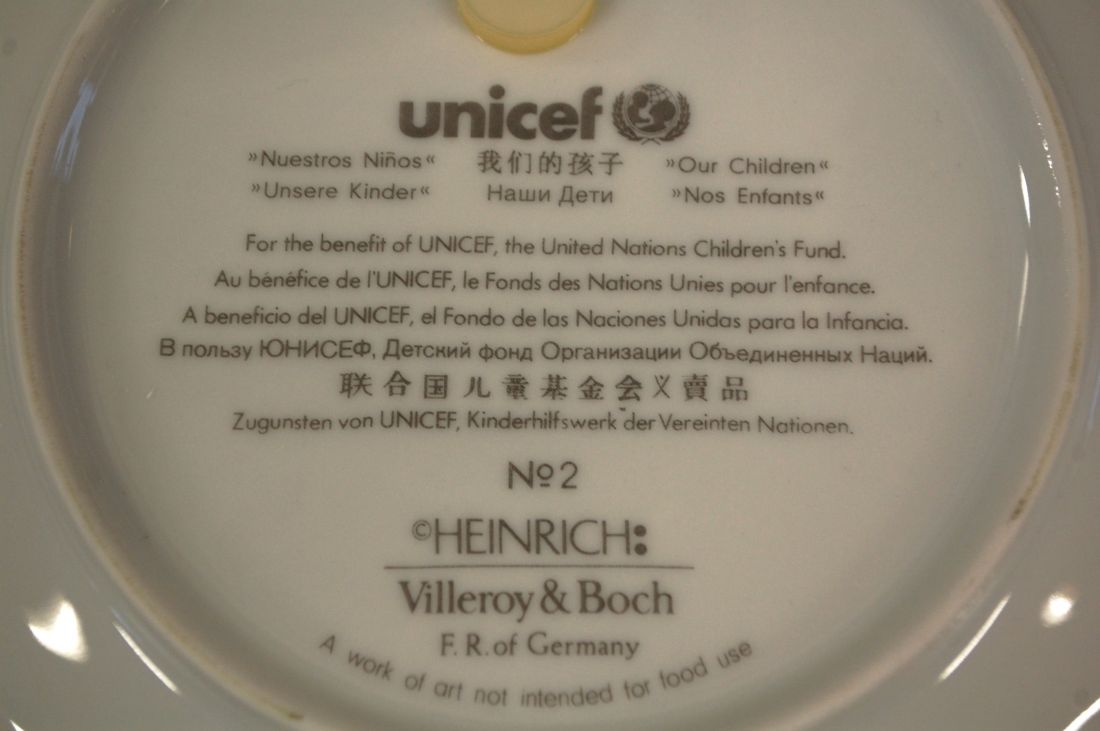 unicef
»Nuestros Niños« 我们的孩子 »Our Children«
»Unsere Kinder« Наши Дети »Nos Enfants«
For the benefit of UNICEF, the United Nations Children's Fund.
Au bénéfice de l'UNICEF, le Fonds des Nations Unies pour l'enfance.
A beneficio del UNICEF, el Fondo de las Naciones Unidas para la Infancia.
В пользу ЮНИСЕФ, Детский фонд Организации Объединенных Наций.
联合国儿童基金会义賣品
Zugunsten von UNICEF, Kinderhilfswerk der Vereinten Nationen.
Nº 2
©HEINRICH:
Villeroy & Boch
F. R. of Germany
A work of art not intended for food use